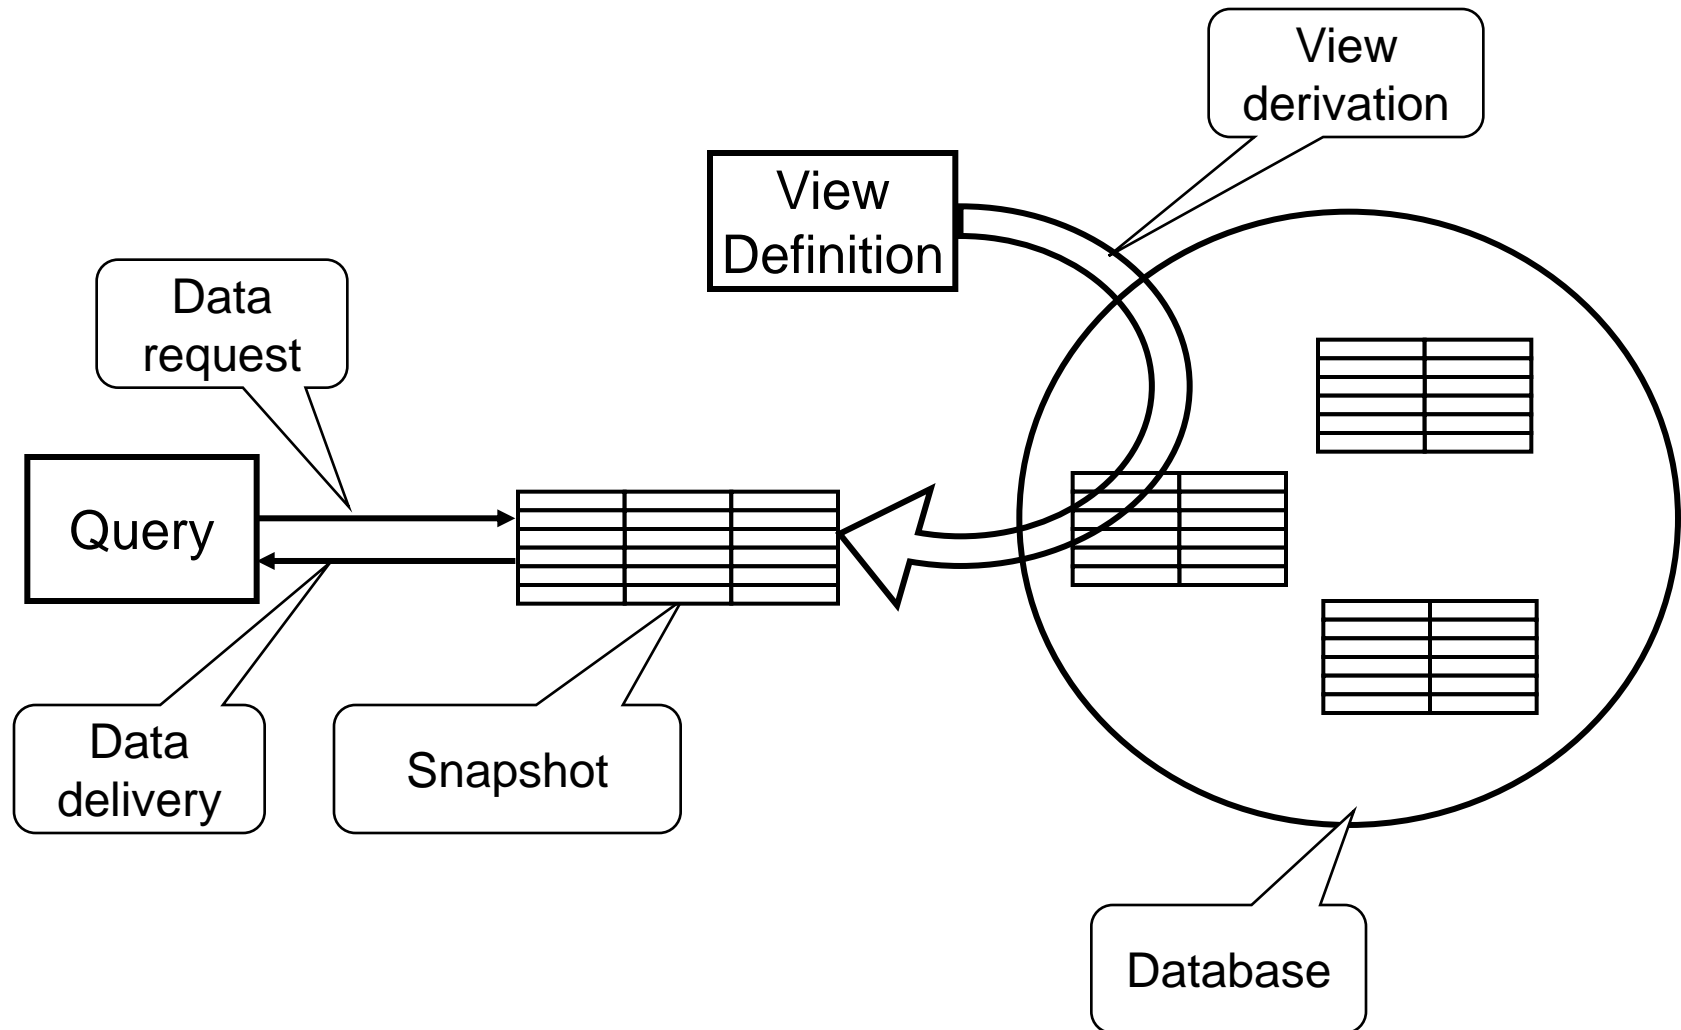 View
derivation
View
Definition
Data
request
Query
Data
delivery
Snapshot
Database